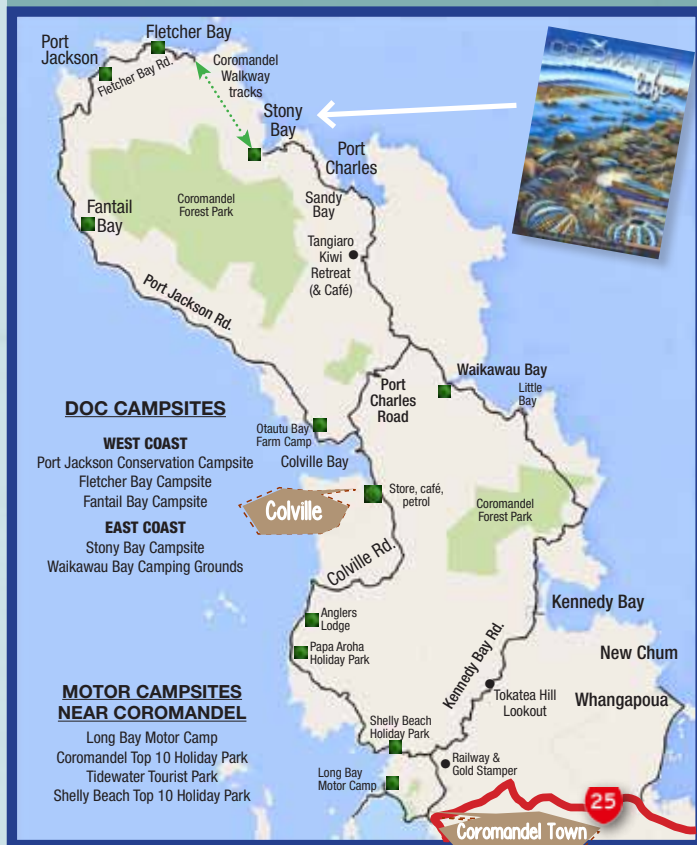 Fletcher Bay
Port
Jackson
Fletcher Bay Rd.
Coromandel
Walkway
tracks
COROMANDEL
life
Stony
Bay
Port
Charles
Coromandel
Forest Park
Sandy
Bay
Fantail
Bay
Tangiaro
Kiwi
Retreat
(& Café)
Port Jackson Rd.
Waikawau Bay
Little
Bay
Port
Charles
Road
DOC CAMPSITES
WEST COAST
Port Jackson Conservation Campsite
Fletcher Bay Campsite
Fantail Bay Campsite
EAST COAST
Stony Bay Campsite
Waikawau Bay Camping Grounds
Otautu Bay
Farm Camp
Colville Bay
Colville
Store, café,
petrol
Coromandel
Forest Park
Colville Rd.
Anglers
Lodge
Papa Aroha
Holiday Park
Kennedy Bay
New Chum
Whangapoua
Kennedy Bay Rd.
Tokatea Hill
Lookout
MOTOR CAMPSITES
NEAR COROMANDEL
Long Bay Motor Camp
Coromandel Top 10 Holiday Park
Tidewater Tourist Park
Shelly Beach Top 10 Holiday Park
Shelly Beach
Holiday Park
Railway &
Gold Stamper
Long Bay
Motor Camp
25
Coromandel Town